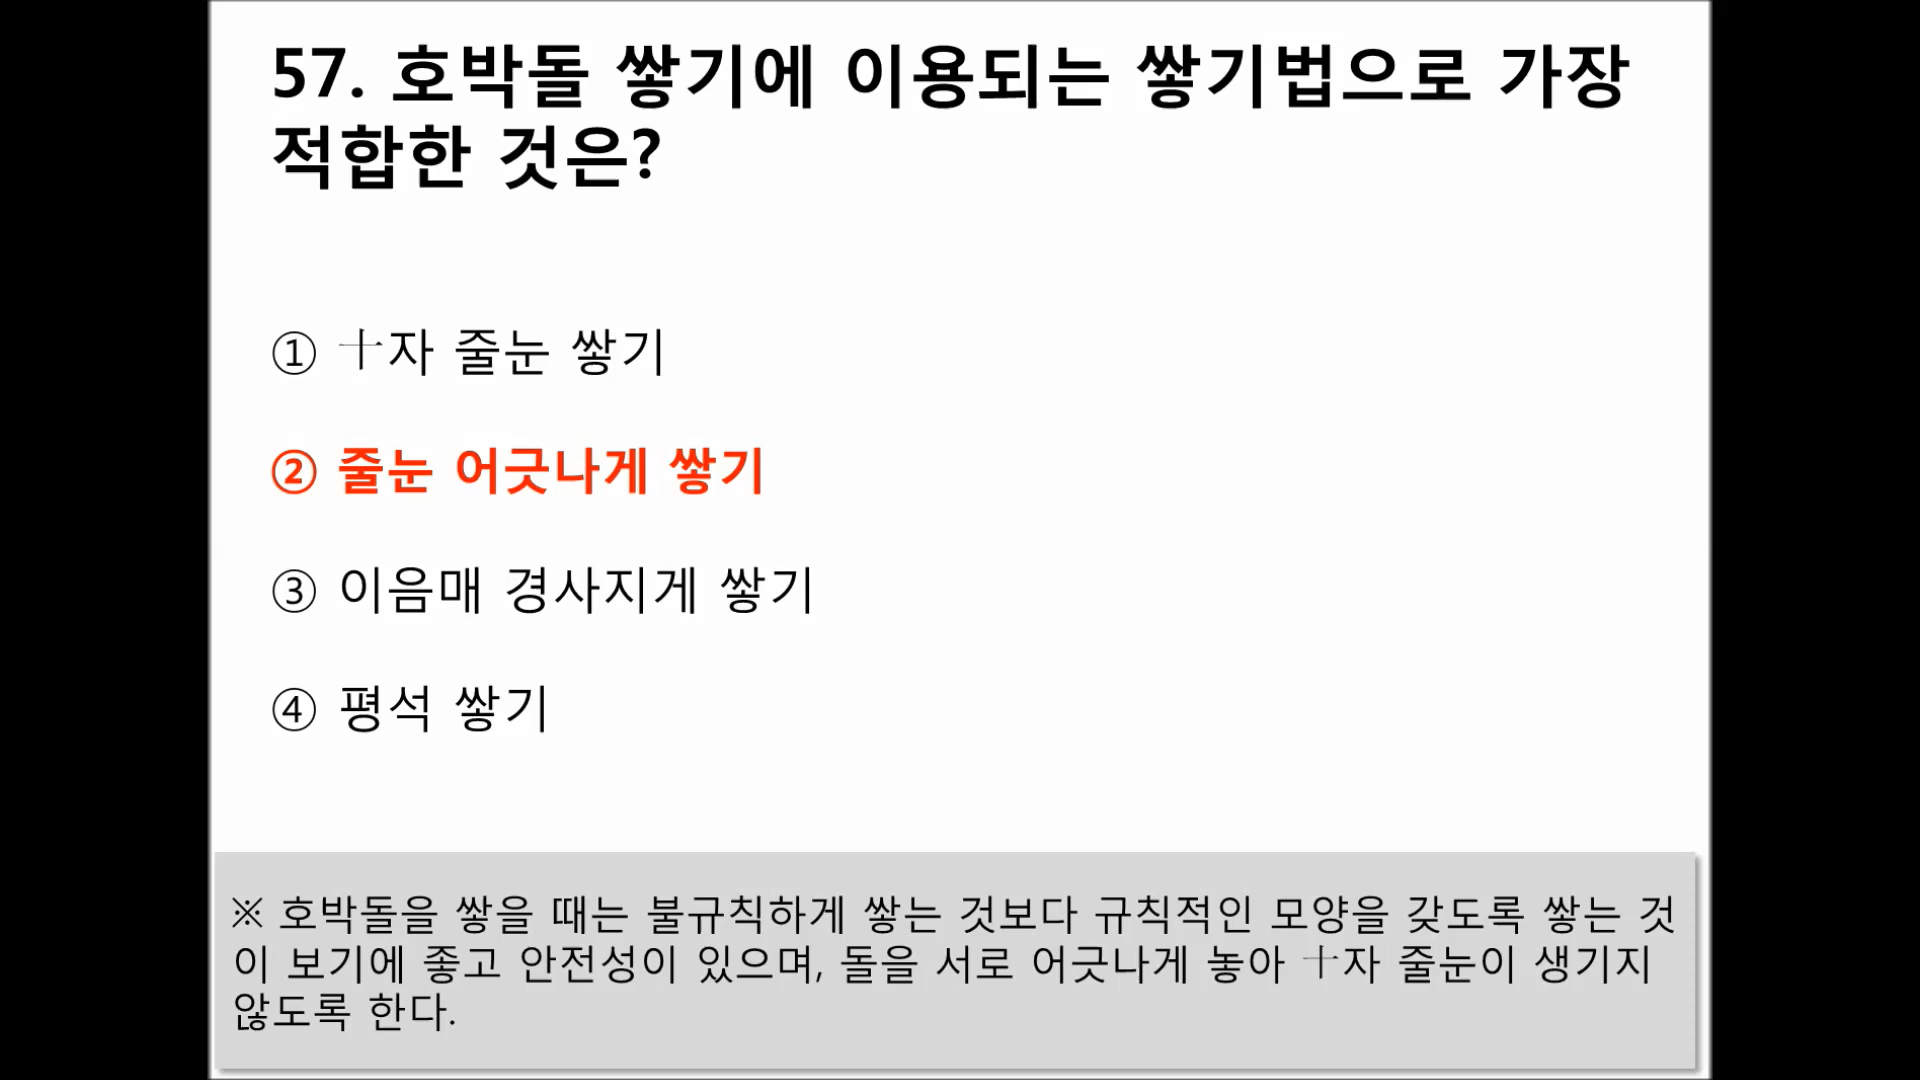 57. 호박돌 쌓기에 이용되는 쌓기법으로 가장
적합한 것은?
① 十자 줄눈 쌓기
② 줄눈 어긋나게 쌓기
③ 이음매 경사지게 쌓기
④ 평석 쌓기
※ 호박돌을 쌓을 때는 불규칙하게 쌓는 것보다 규칙적인 모양을 갖도록 쌓는 것
이 보기에 좋고 안전성이 있으며, 돌을 서로 어긋나게 놓아 十자 줄눈이 생기지
않도록 한다.